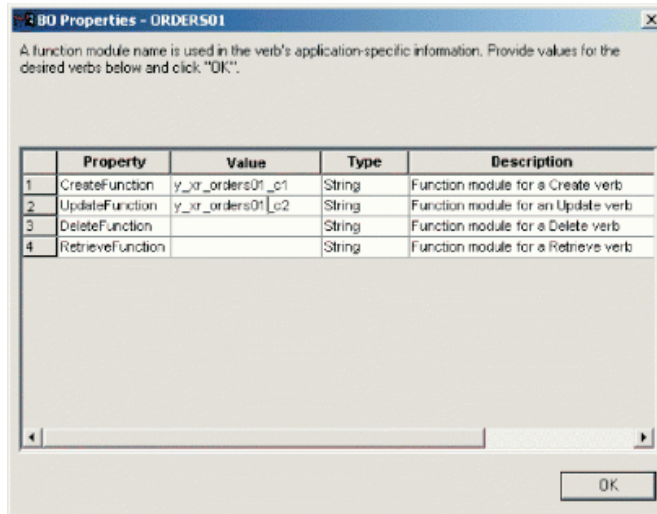 BO Properties - ORDERS01
A function module name is used in the verb's application-specific information. Provide values for the
desired verbs below and click "OK".
Property Value Type Description
1 CreateFunction y_xr_orders01_c1 String Function module for a Create verb
2 UpdateFunction y_xr_orders01_c2 String Function module for an Update verb
3 DeleteFunction String Function module for a Delete verb
4 RetrieveFunction String Function module for a Retrieve verb
OK